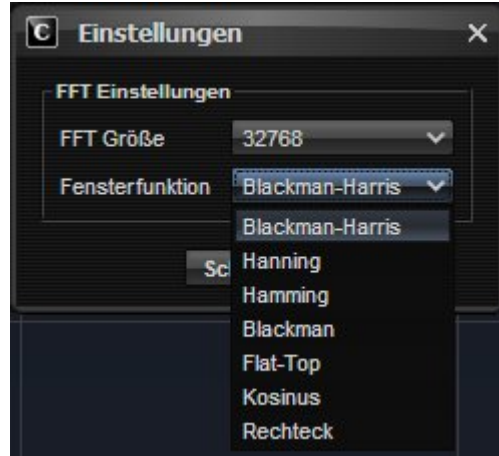 C Einstellungen
FFT Einstellungen
FFT Größe 32768
Fensterfunktion Blackman-Harris
Blackman-Harris
Hanning
Hamming
Blackman
Flat-Top
Kosinus
Rechteck